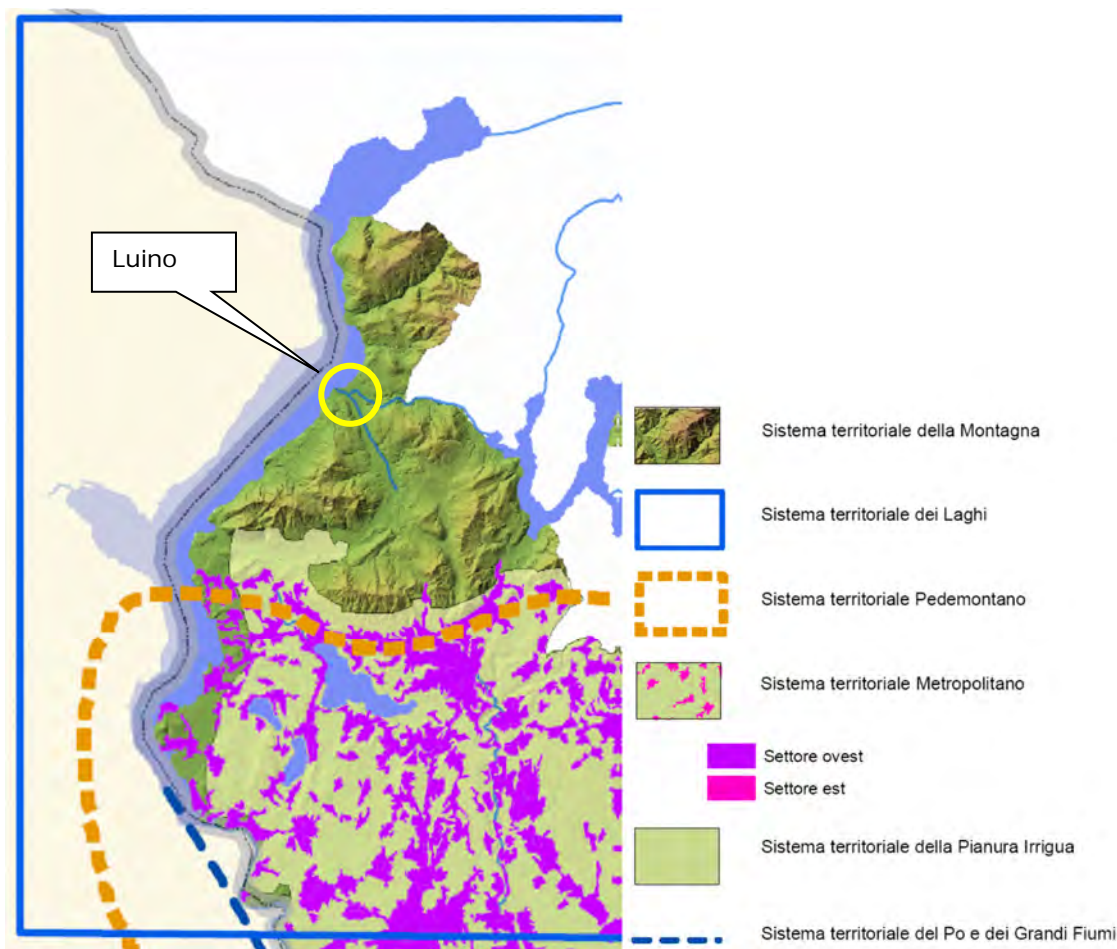 Luino
Sistema territoriale della Montagna
Sistema territoriale dei Laghi
Sistema territoriale Pedemontano
Sistema territoriale Metropolitano
Settore ovest
Settore est
Sistema territoriale della Pianura Irrigua
Sistema territoriale del Po e dei Grandi Fiumi